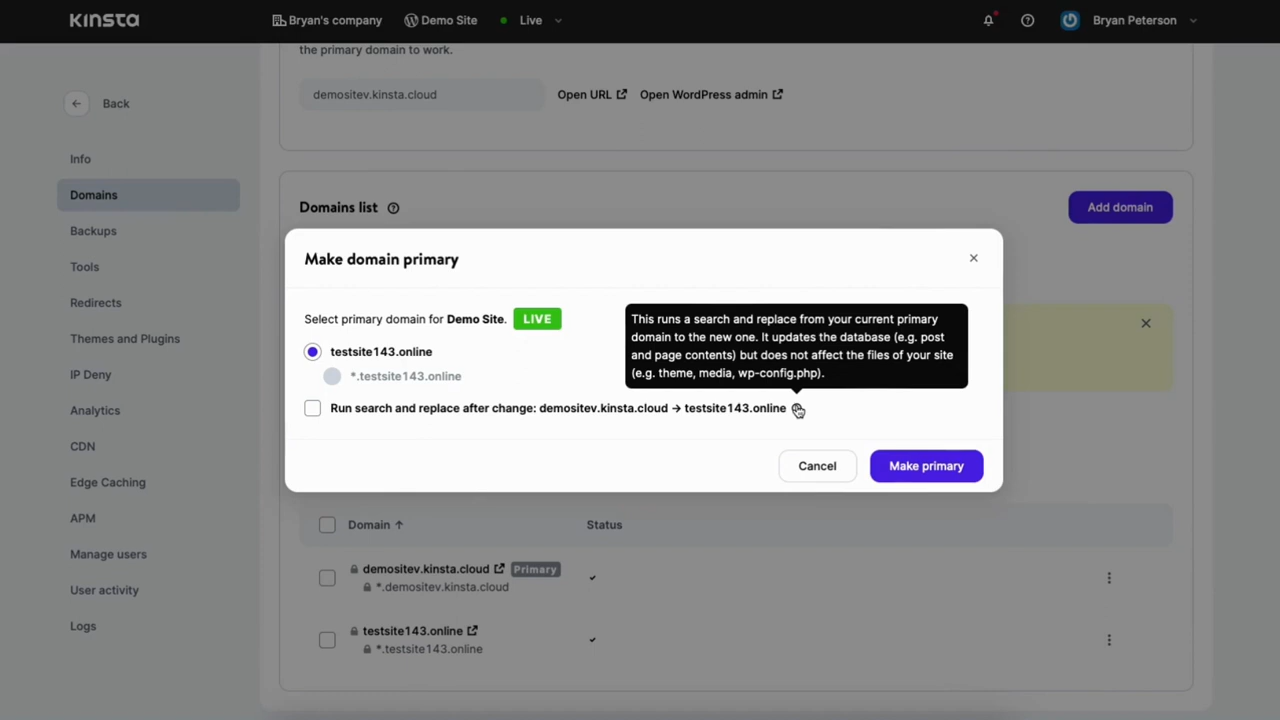 KINSTA Bryan's company Demo Site Live Bryan Peterson
the primary domain to work.
demositev.kinsta.cloud Open URL Open WordPress admin
Back
Info
Domains
Backups
Tools
Redirects
Themes and Plugins
IP Deny
Analytics
CDN
Edge Caching
APM
Manage users
User activity
Logs
Domains list Add domain
Make domain primary
Select primary domain for Demo Site. LIVE
This runs a search and replace from your current primary
domain to the new one. It updates the database (e.g. post
and page contents) but does not affect the files of your site
(e.g. theme, media, wp-config.php).
testsite143.online
*.testsite143.online
Run search and replace after change: demositev.kinsta.cloud → testsite143.online
Cancel Make primary
Domain ↑ Status
demositev.kinsta.cloud Primary
*.demositev.kinsta.cloud
testsite143.online
*.testsite143.online